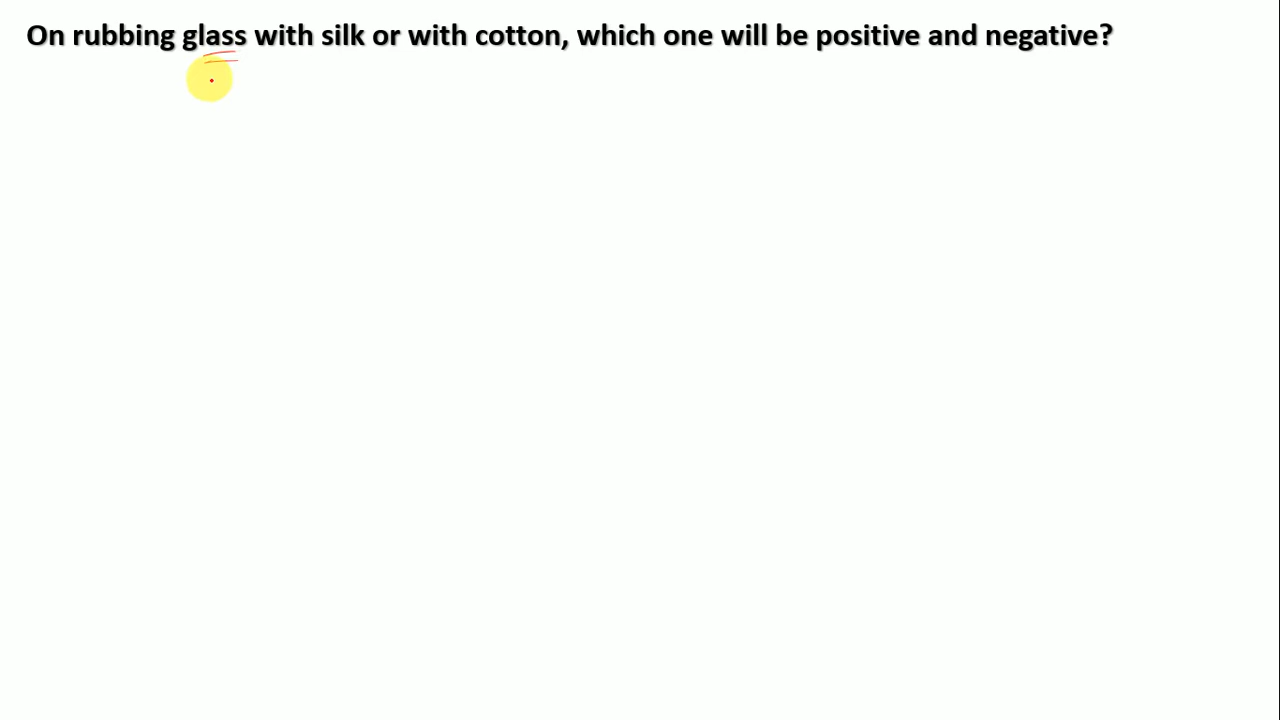 On rubbing glass with silk or with cotton, which one will be positive and negative?